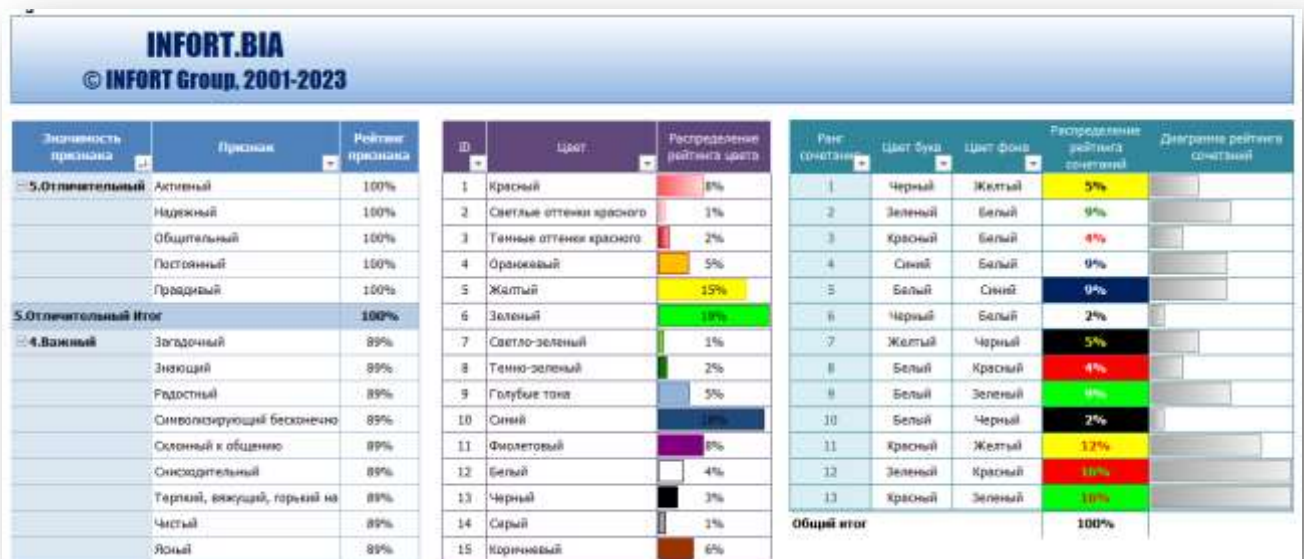 INFORT.BIA
© INFORT Group, 2001-2023
Значимость признака Признак Рейтинг признака
5.Отличительный Активный 100%
Надежный 100%
Общительный 100%
Постоянный 100%
Правдивый 100%
5.Отличительный Итог 100%
4.Важный Загадочный 89%
Знающий 89%
Радостный 89%
Символизирующий бесконечно 89%
Склонный к общению 89%
Снисходительный 89%
Терпкий, вяжущий, горький на 89%
Чистый 89%
Ясный 89%
ID Цвет Распределение рейтинга цвета
1 Красный 8%
2 Светлые оттенки красного 1%
3 Темные оттенки красного 2%
4 Оранжевый 5%
5 Желтый 15%
6 Зеленый 19%
7 Светло-зеленый 1%
8 Темно-зеленый 2%
9 Голубые тона 5%
10 Синий
11 Фиолетовый 8%
12 Белый 4%
13 Черный 3%
14 Серый 1%
15 Коричневый 6%
Ранг сочетания Цвет букв Цвет фона Распределение рейтинга сочетаний Диаграмма рейтинга сочетаний
1 Черный Желтый 5%
2 Зеленый Белый 9%
3 Красный Белый 4%
4 Синий Белый 9%
5 Белый Синий 9%
6 Черный Белый 2%
7 Желтый Черный 5%
8 Белый Красный 4%
9 Белый Зеленый 9%
10 Белый Черный 2%
11 Красный Желтый 12%
12 Зеленый Красный 16%
13 Красный Зеленый 16%
Общий итог 100%